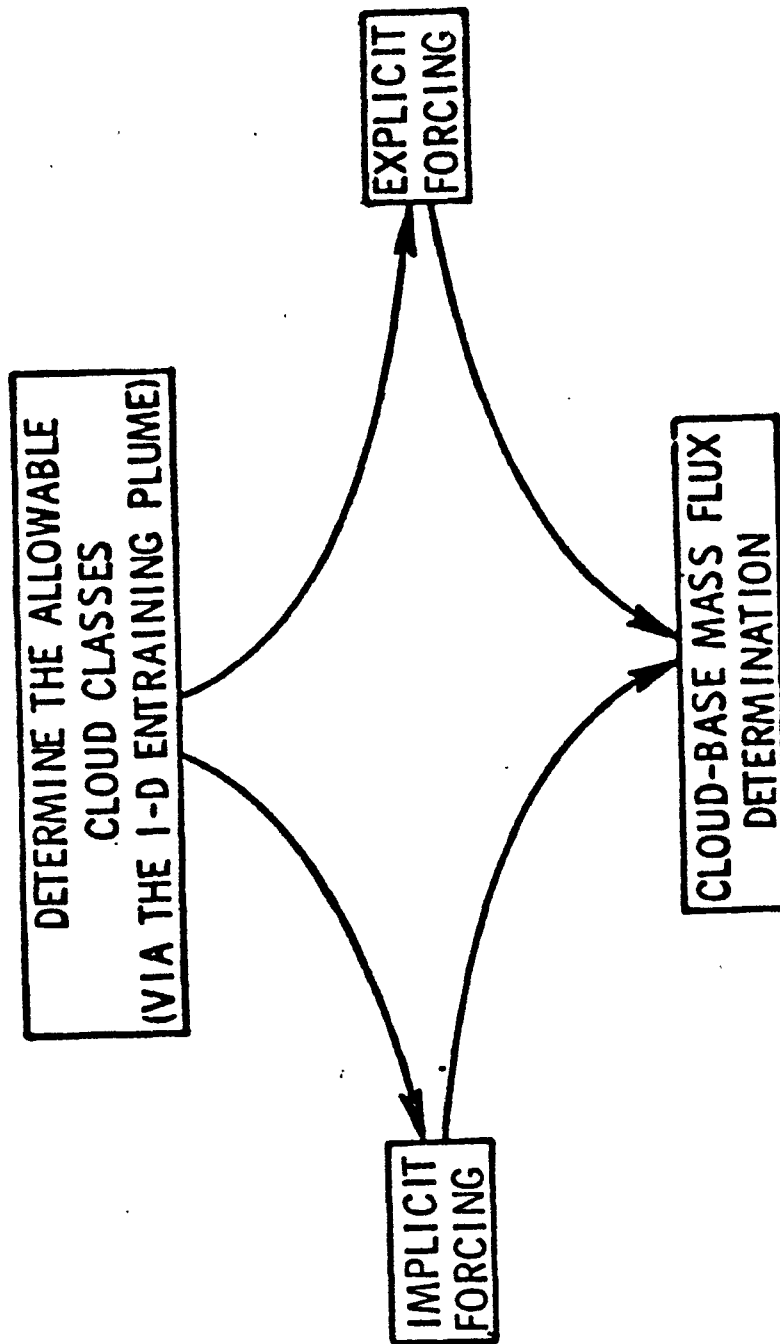 DETERMINE THE ALLOWABLE
CLOUD CLASSES
(VIA THE 1-D ENTRAINING PLUME)
IMPLICIT
FORCING
EXPLICIT
FORCING
CLOUD-BASE MASS FLUX
DETERMINATION